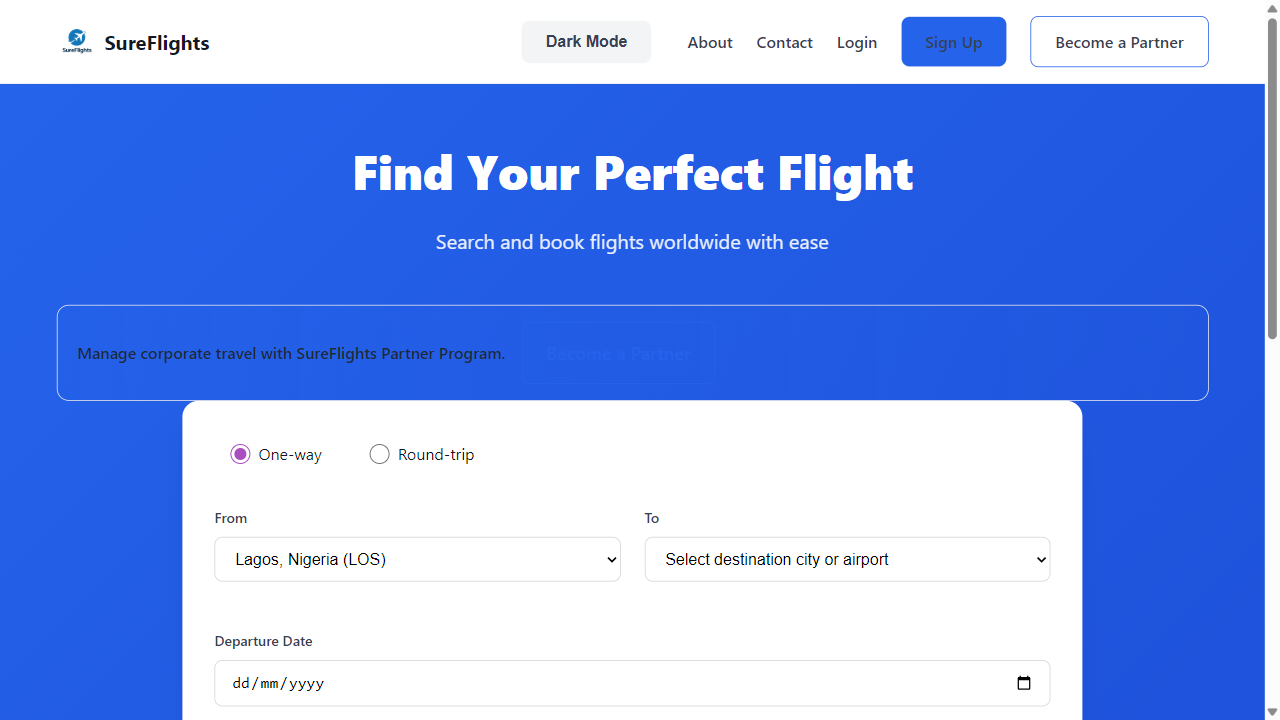 SureFlights
SureFlights
Dark Mode
About
Contact
Login
Sign Up
Become a Partner
Find Your Perfect Flight
Search and book flights worldwide with ease
Manage corporate travel with SureFlights Partner Program.
Become a Partner
One-way
Round-trip
From
To
Lagos, Nigeria (LOS)
Select destination city or airport
Departure Date
dd/mm/yyyy